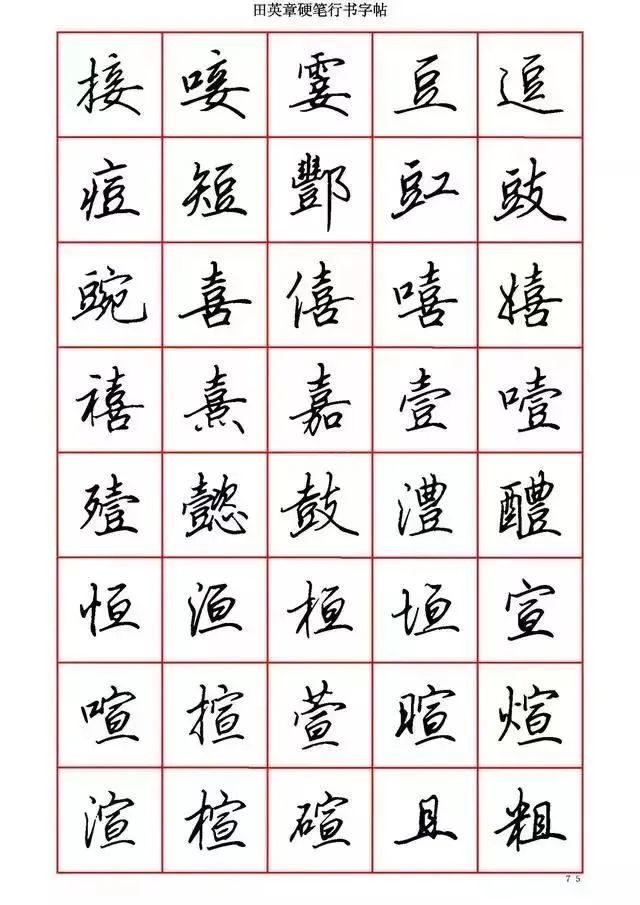 田英章硬笔行书字帖
接唼霎豆逗
痘短酆豇豉
豌喜僖嘻嬉
禧熹嘉壹噎
殪懿鼓澧醴
恒洹桓垣宣
喧揎萱暄煊
渲楦碹且粗
75